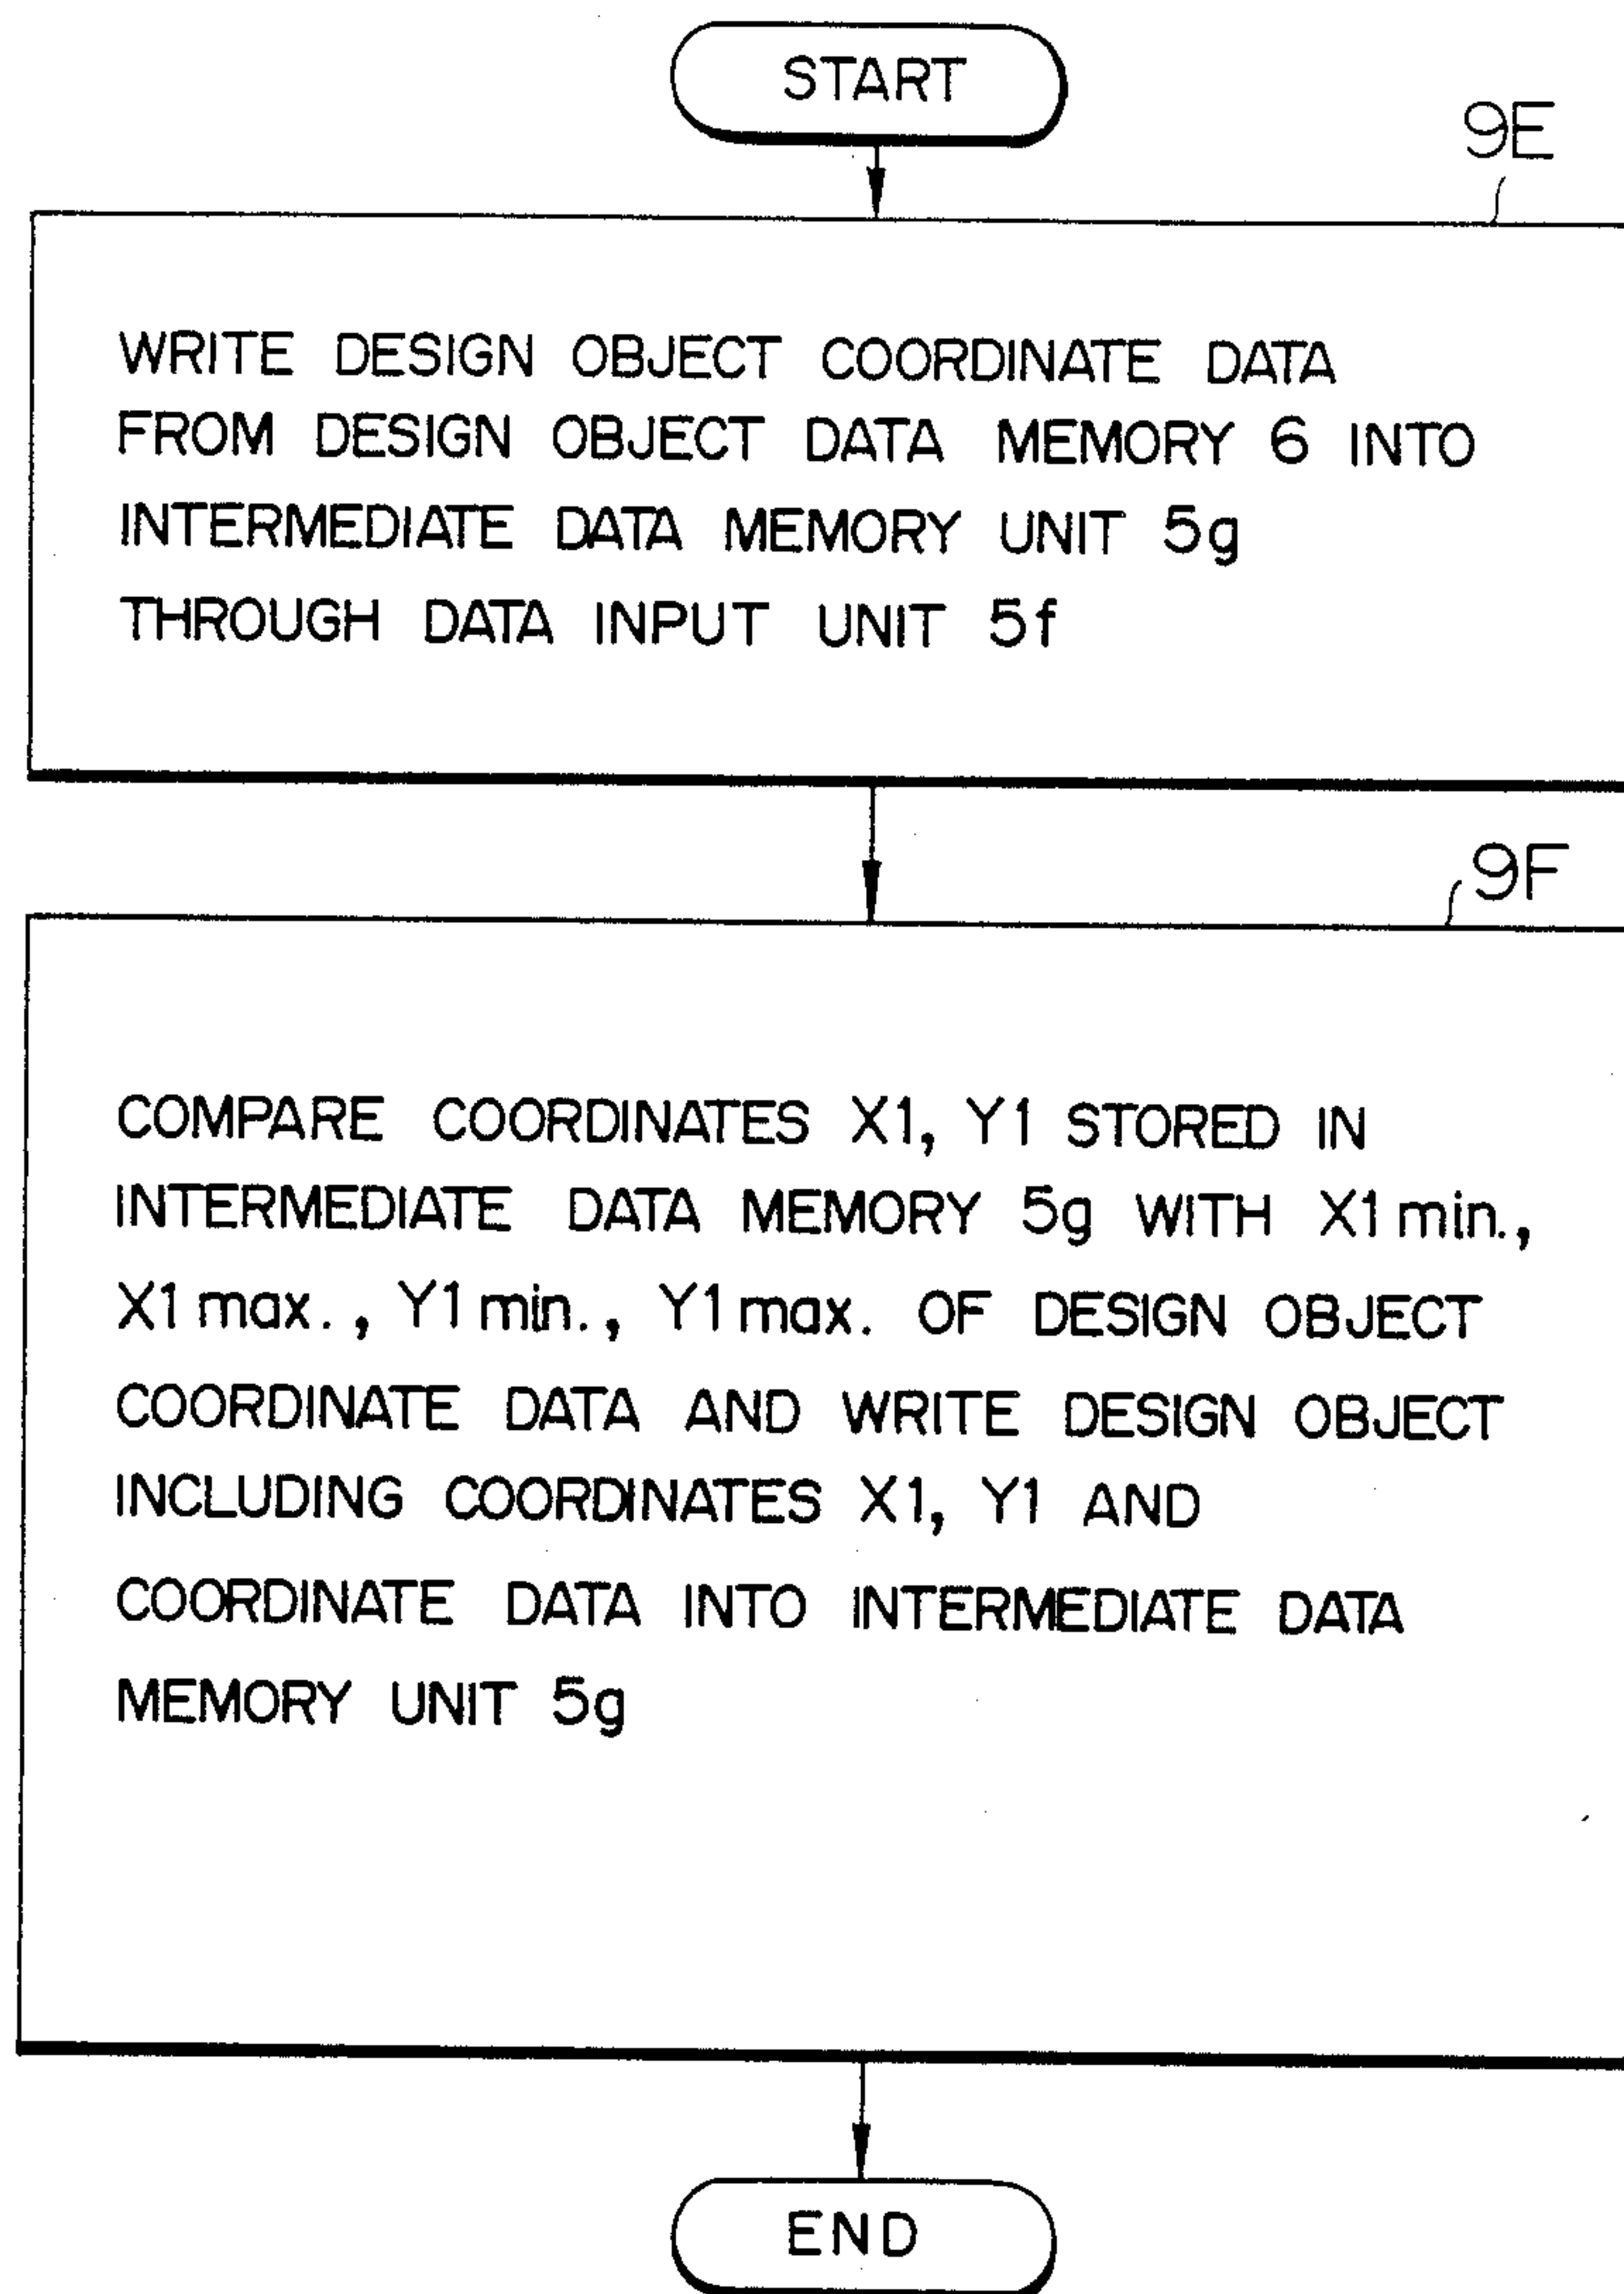 START
9E
WRITE DESIGN OBJECT COORDINATE DATA
FROM DESIGN OBJECT DATA MEMORY 6 INTO
INTERMEDIATE DATA MEMORY UNIT 5g
THROUGH DATA INPUT UNIT 5f
9F
COMPARE COORDINATES X1, Y1 STORED IN
INTERMEDIATE DATA MEMORY 5g WITH X1 min.,
X1 max., Y1 min., Y1 max. OF DESIGN OBJECT
COORDINATE DATA AND WRITE DESIGN OBJECT
INCLUDING COORDINATES X1, Y1 AND
COORDINATE DATA INTO INTERMEDIATE DATA
MEMORY UNIT 5g
END